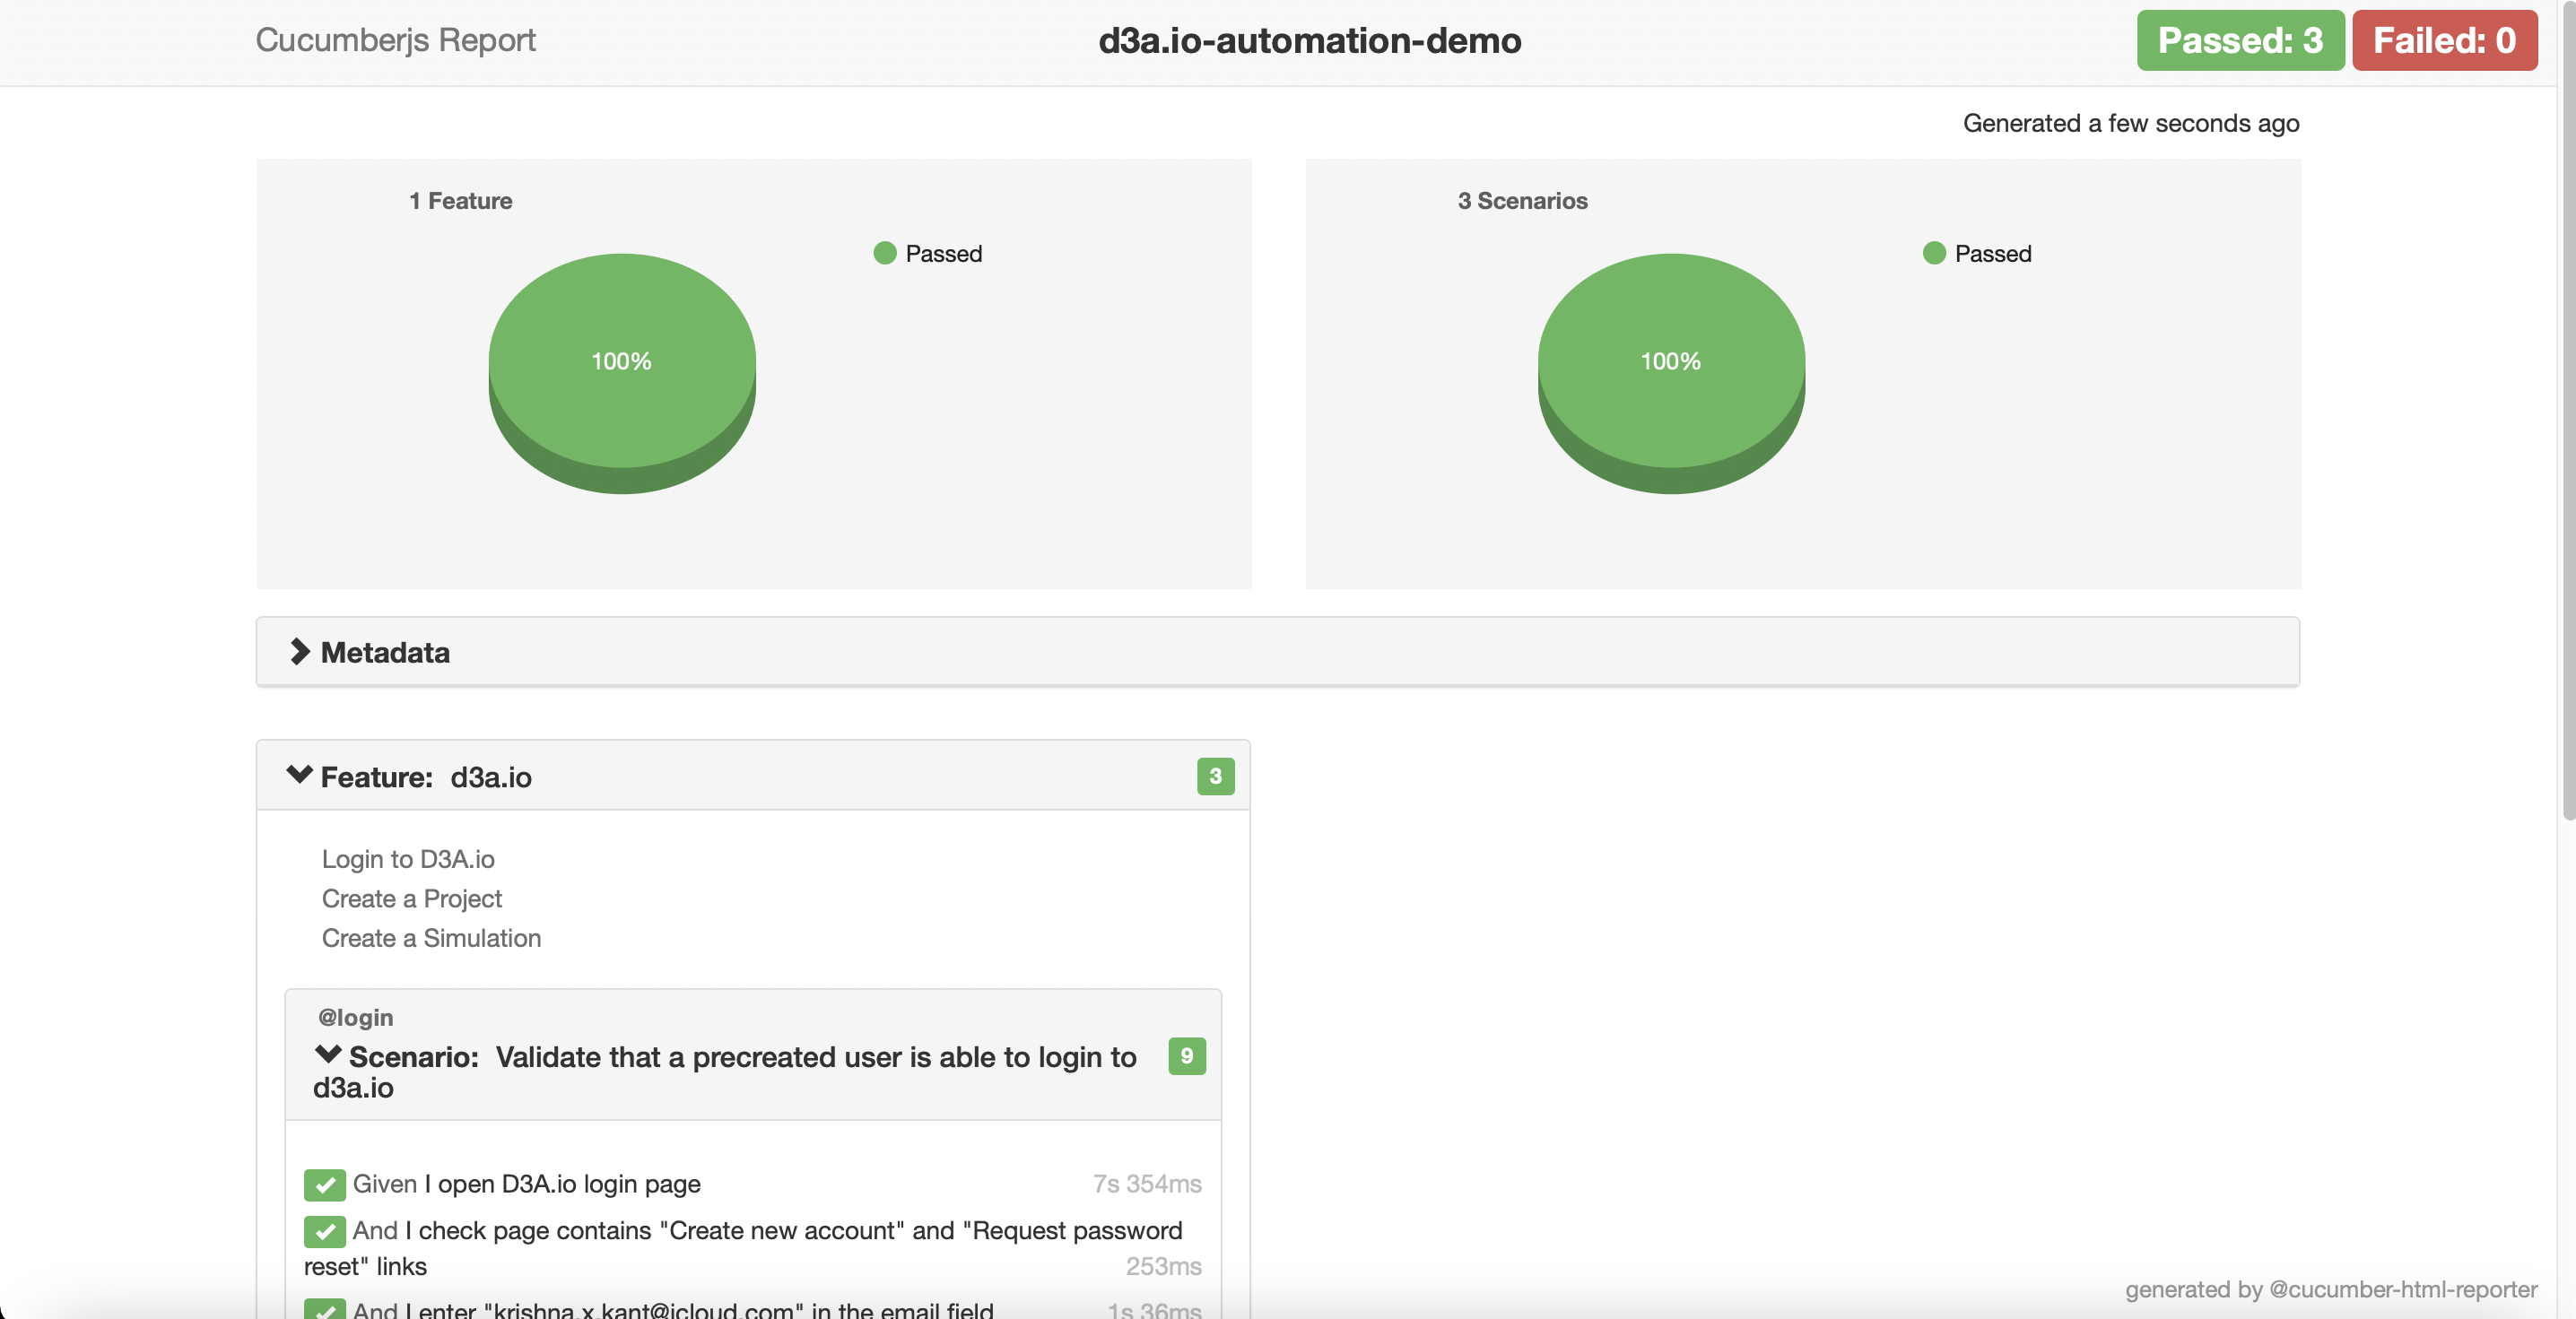 Cucumberjs Report
d3a.io-automation-demo
Passed: 3
Failed: 0
Generated a few seconds ago
1 Feature
Passed
100%
3 Scenarios
Passed
100%
Metadata
Feature: d3a.io
3
Login to D3A.io
Create a Project
Create a Simulation
@login
Scenario: Validate that a precreated user is able to login to
d3a.io
9
Given I open D3A.io login page
7s 354ms
And I check page contains "Create new account" and "Request password
reset" links
253ms
And I enter "krishna.x.kant@icloud.com" in the email field
1s 36ms
generated by @cucumber-html-reporter